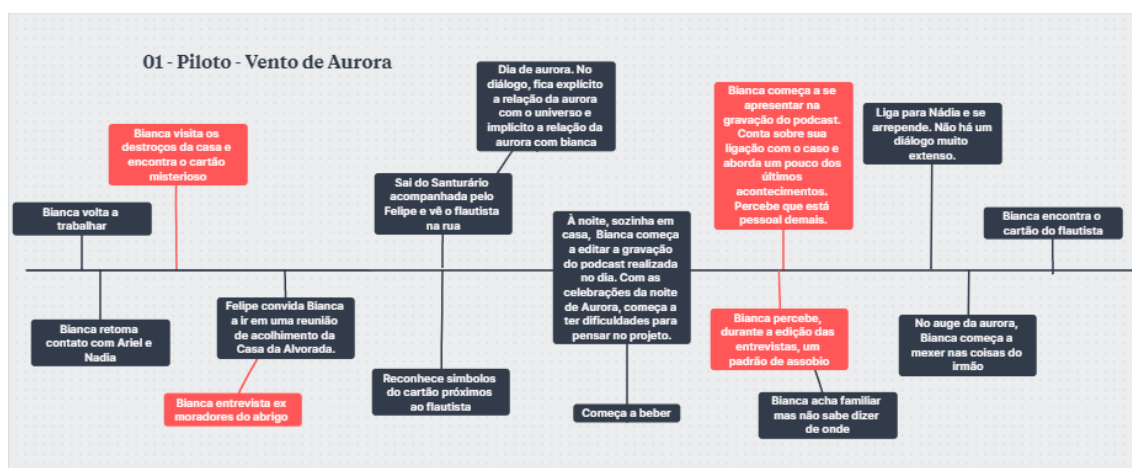 01 - Piloto - Vento de Aurora
Bianca volta a
trabalhar
Bianca retoma
contato com Ariel e
Nadia
Bianca visita os
destroços da casa e
encontra o cartão
misterioso
Felipe convida Bianca
a ir em uma reunião
de acolhimento da
Casa da Alvorada.
Bianca entrevista ex
moradores do abrigo
Dia de aurora. No
diálogo, fica explícito
a relação da aurora
com o universo e
implícito a relação da
aurora com bianca
Sai do Santurário
acompanhada pelo
Felipe e vê o flautista
na rua
Reconhece simbolos
do cartão próximos
ao flautista
À noite, sozinha em
casa, Bianca começa
a editar a gravação
do podcast realizada
no dia. Com as
celebrações da noite
de Aurora, começa a
ter dificuldades para
pensar no projeto.
Começa a beber
Bianca começa a se
apresentar na
gravação do podcast.
Conta sobre sua
ligação com o caso e
aborda um pouco dos
últimos
acontecimentos.
Percebe que está
pessoal demais.
Bianca percebe,
durante a edição das
entrevistas, um
padrão de assobio
Bianca acha familiar
mas não sabe dizer
de onde
Liga para Nádia e se
arrepende. Não há um
diálogo muito
extenso.
No auge da aurora,
Bianca começa a
mexer nas coisas do
irmão
Bianca encontra o
cartão do flautista